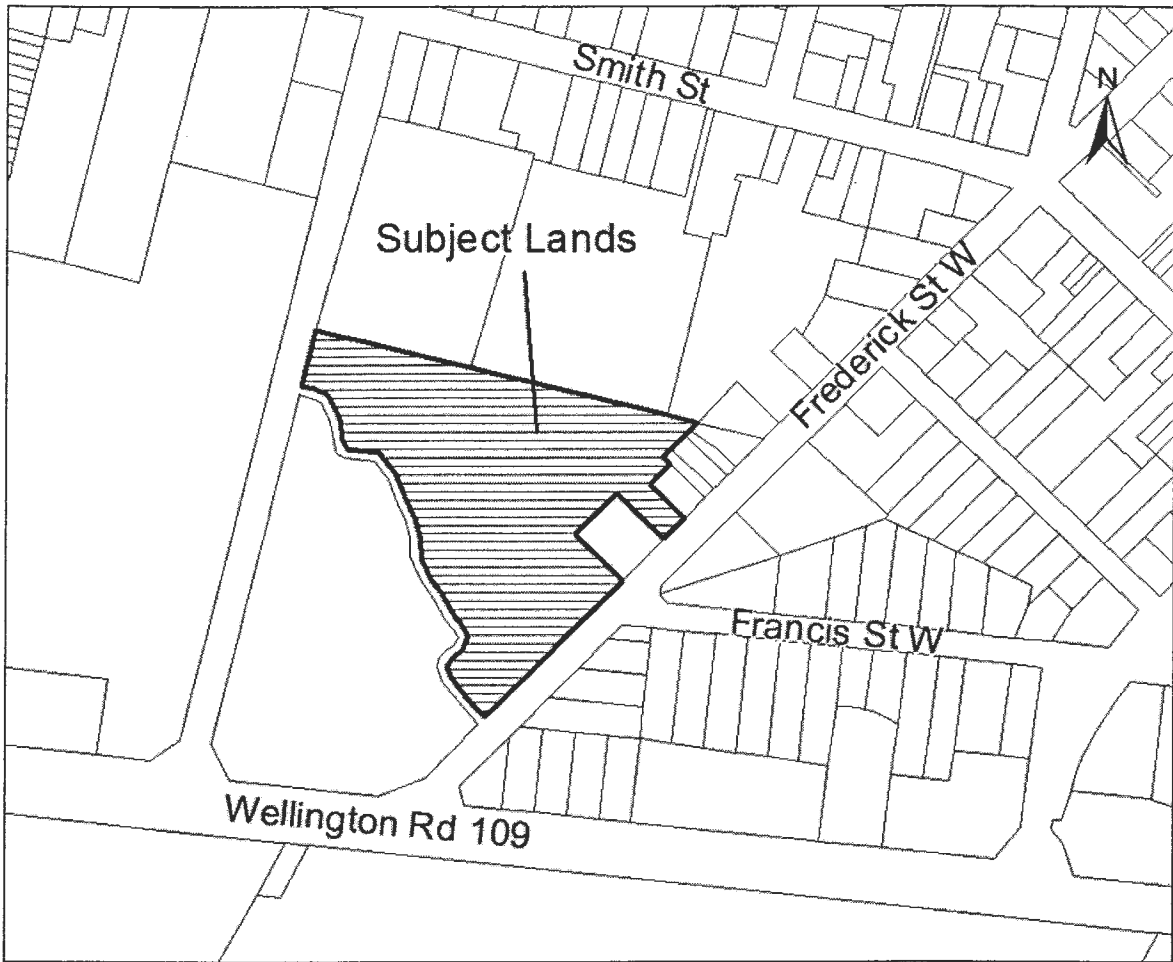 Smith St
N
Subject Lands
Frederick St W
Francis St W
Wellington Rd 109